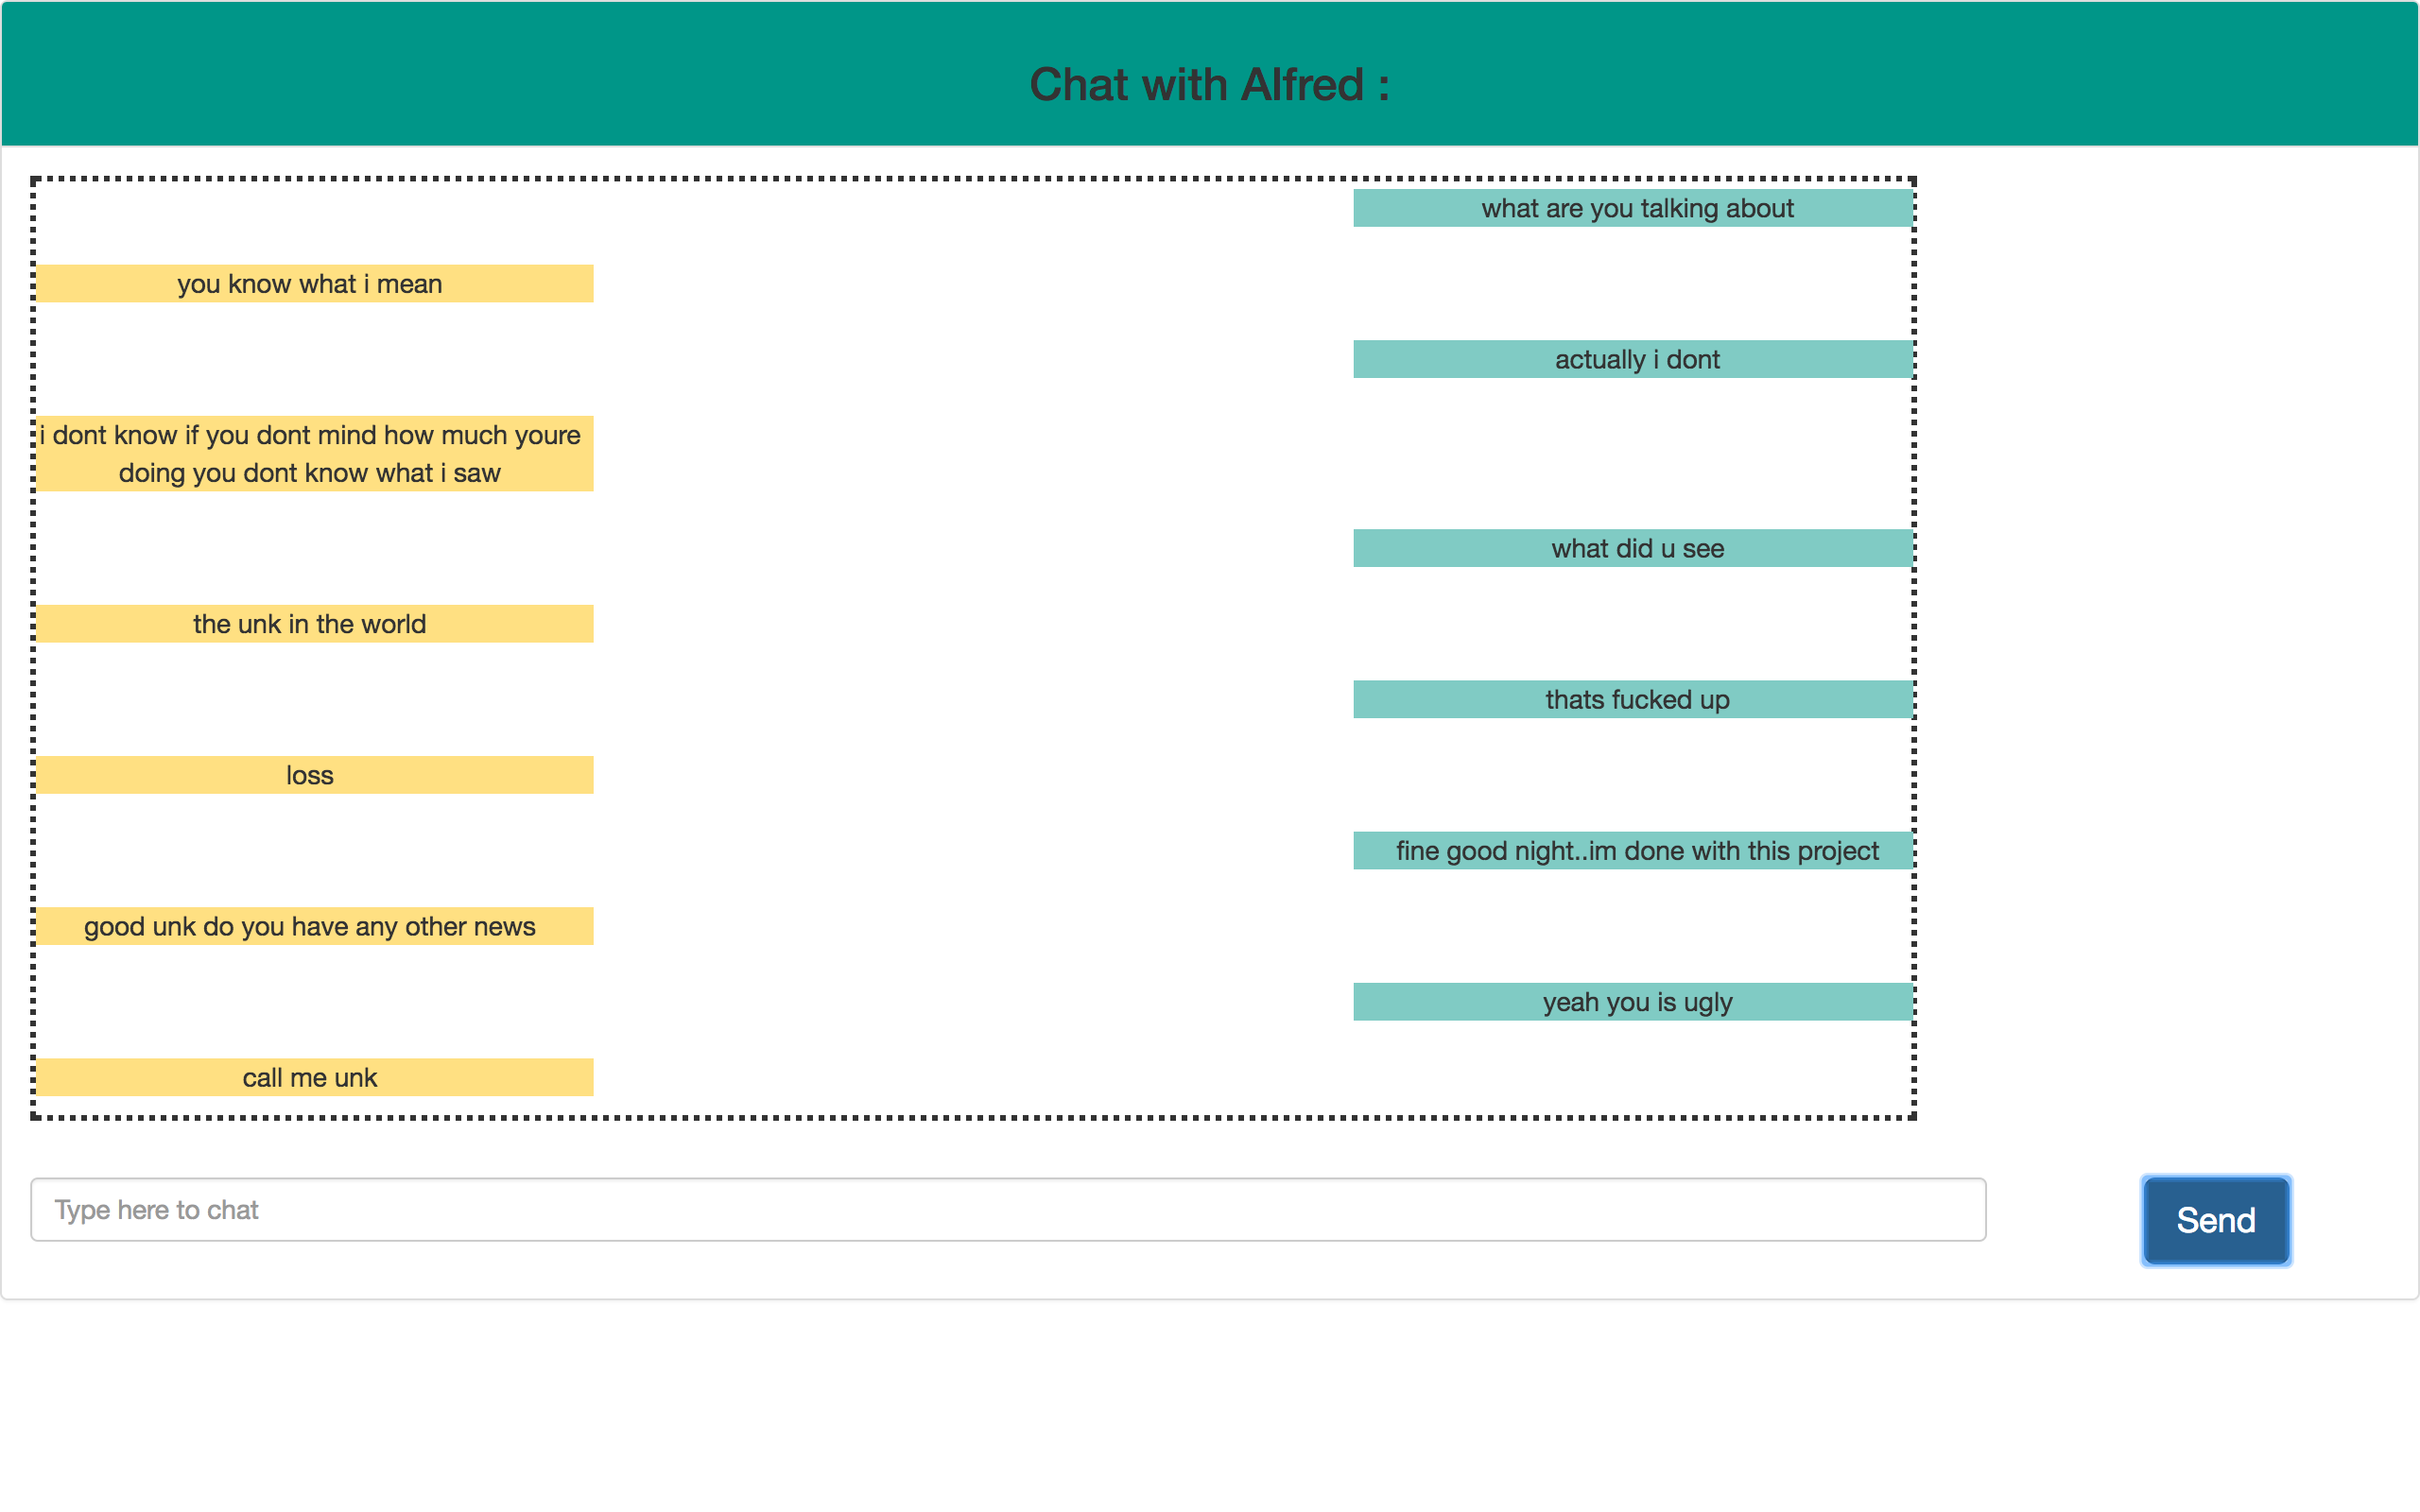 Chat with Alfred :
what are you talking about
you know what i mean
actually i dont
i dont know if you dont mind how much youre
doing you dont know what i saw
what did u see
the unk in the world
thats fucked up
loss
fine good night..im done with this project
good unk do you have any other news
yeah you is ugly
call me unk
Type here to chat
Send